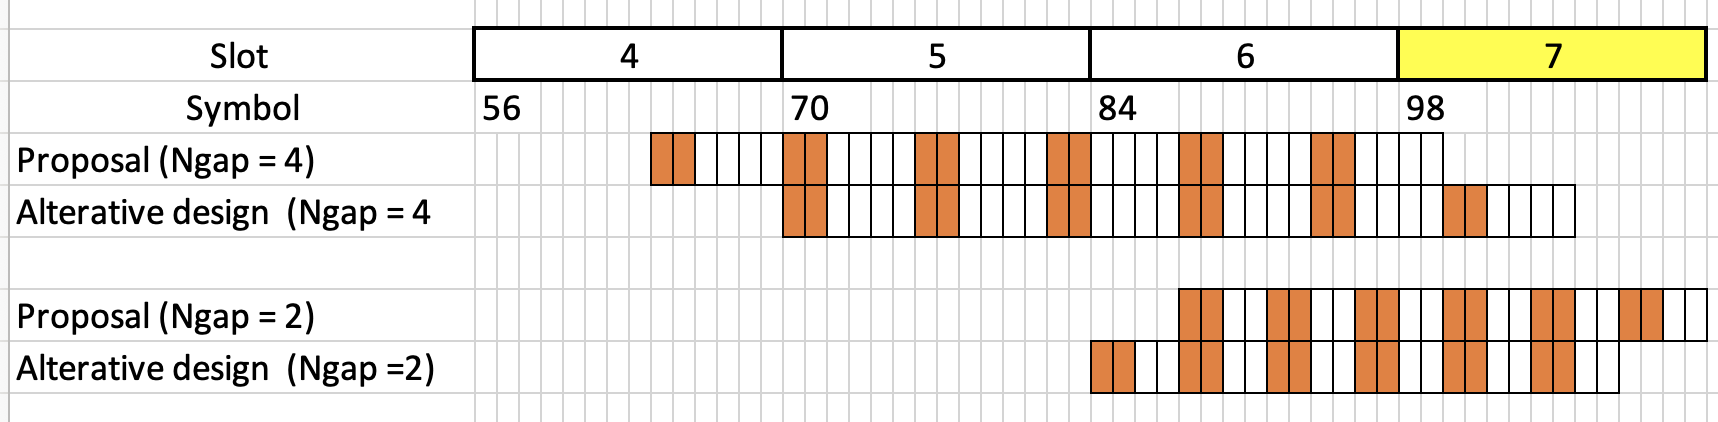 Slot 4 5 6 7
Symbol 56 70 84 98
Proposal (Ngap = 4)
Alterative design  (Ngap = 4
Proposal (Ngap = 2)
Alterative design  (Ngap =2)